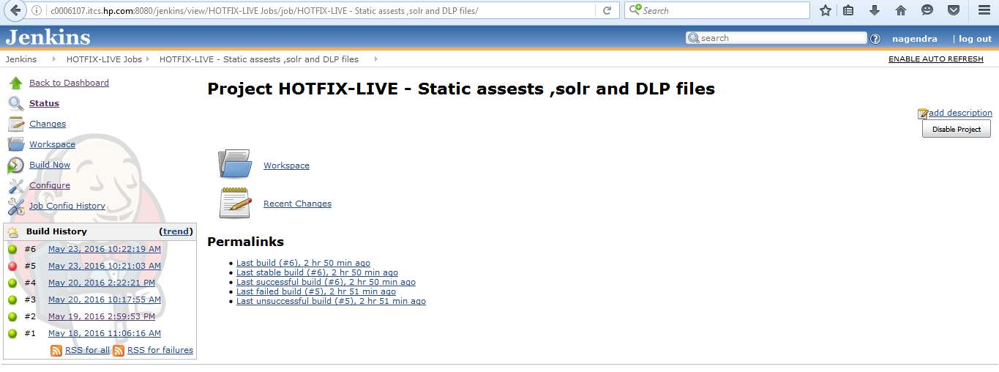 c0006107.itcs.hp.com:8080/jenkins/view/HOTFIX-LIVE Jobs/job/HOTFIX-LIVE - Static assests ,solr and DLP files/
Search
Jenkins
search
nagendra
| log out
Jenkins
HOTFIX-LIVE Jobs
HOTFIX-LIVE - Static assests ,solr and DLP files
ENABLE AUTO REFRESH
Back to Dashboard
Status
Changes
Workspace
Build Now
Configure
Job Config History
Build History (trend)
#6 May 23, 2016 10:22:19 AM
#5 May 23, 2016 10:21:03 AM
#4 May 20, 2016 2:22:21 PM
#3 May 20, 2016 10:17:55 AM
#2 May 19, 2016 2:59:53 PM
#1 May 18, 2016 11:06:16 AM
RSS for all RSS for failures
Project HOTFIX-LIVE - Static assests ,solr and DLP files
add description
Disable Project
Workspace
Recent Changes
Permalinks
Last build (#6), 2 hr 50 min ago
Last stable build (#6), 2 hr 50 min ago
Last successful build (#6), 2 hr 50 min ago
Last failed build (#5), 2 hr 51 min ago
Last unsuccessful build (#5), 2 hr 51 min ago